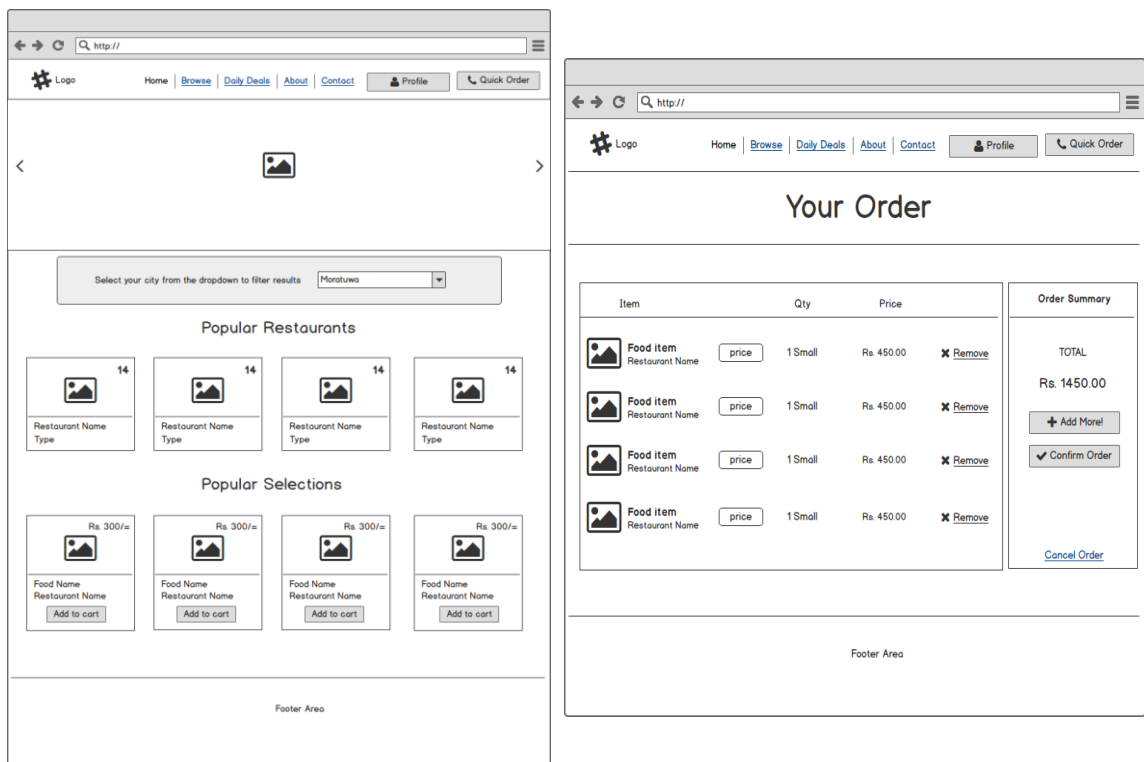 http://
Logo
Home Browse Daily Deals About Contact Profile Quick Order
Select your city from the dropdown to filter results Moratuwa
Popular Restaurants
14 14 14 14
Restaurant Name Restaurant Name Restaurant Name Restaurant Name
Type Type Type Type
Popular Selections
Rs. 300/= Rs. 300/= Rs. 300/= Rs. 300/=
Food Name Food Name Food Name Food Name
Restaurant Name Restaurant Name Restaurant Name Restaurant Name
Add to cart Add to cart Add to cart Add to cart
Footer Area
http://
Logo
Home Browse Daily Deals About Contact Profile Quick Order
Your Order
Item Qty Price
Food item
Restaurant Name
price 1 Small Rs. 450.00 Remove
Food item
Restaurant Name
price 1 Small Rs. 450.00 Remove
Food item
Restaurant Name
price 1 Small Rs. 450.00 Remove
Food item
Restaurant Name
price 1 Small Rs. 450.00 Remove
Order Summary
TOTAL
Rs. 1450.00
Add More!
Confirm Order
Cancel Order
Footer Area